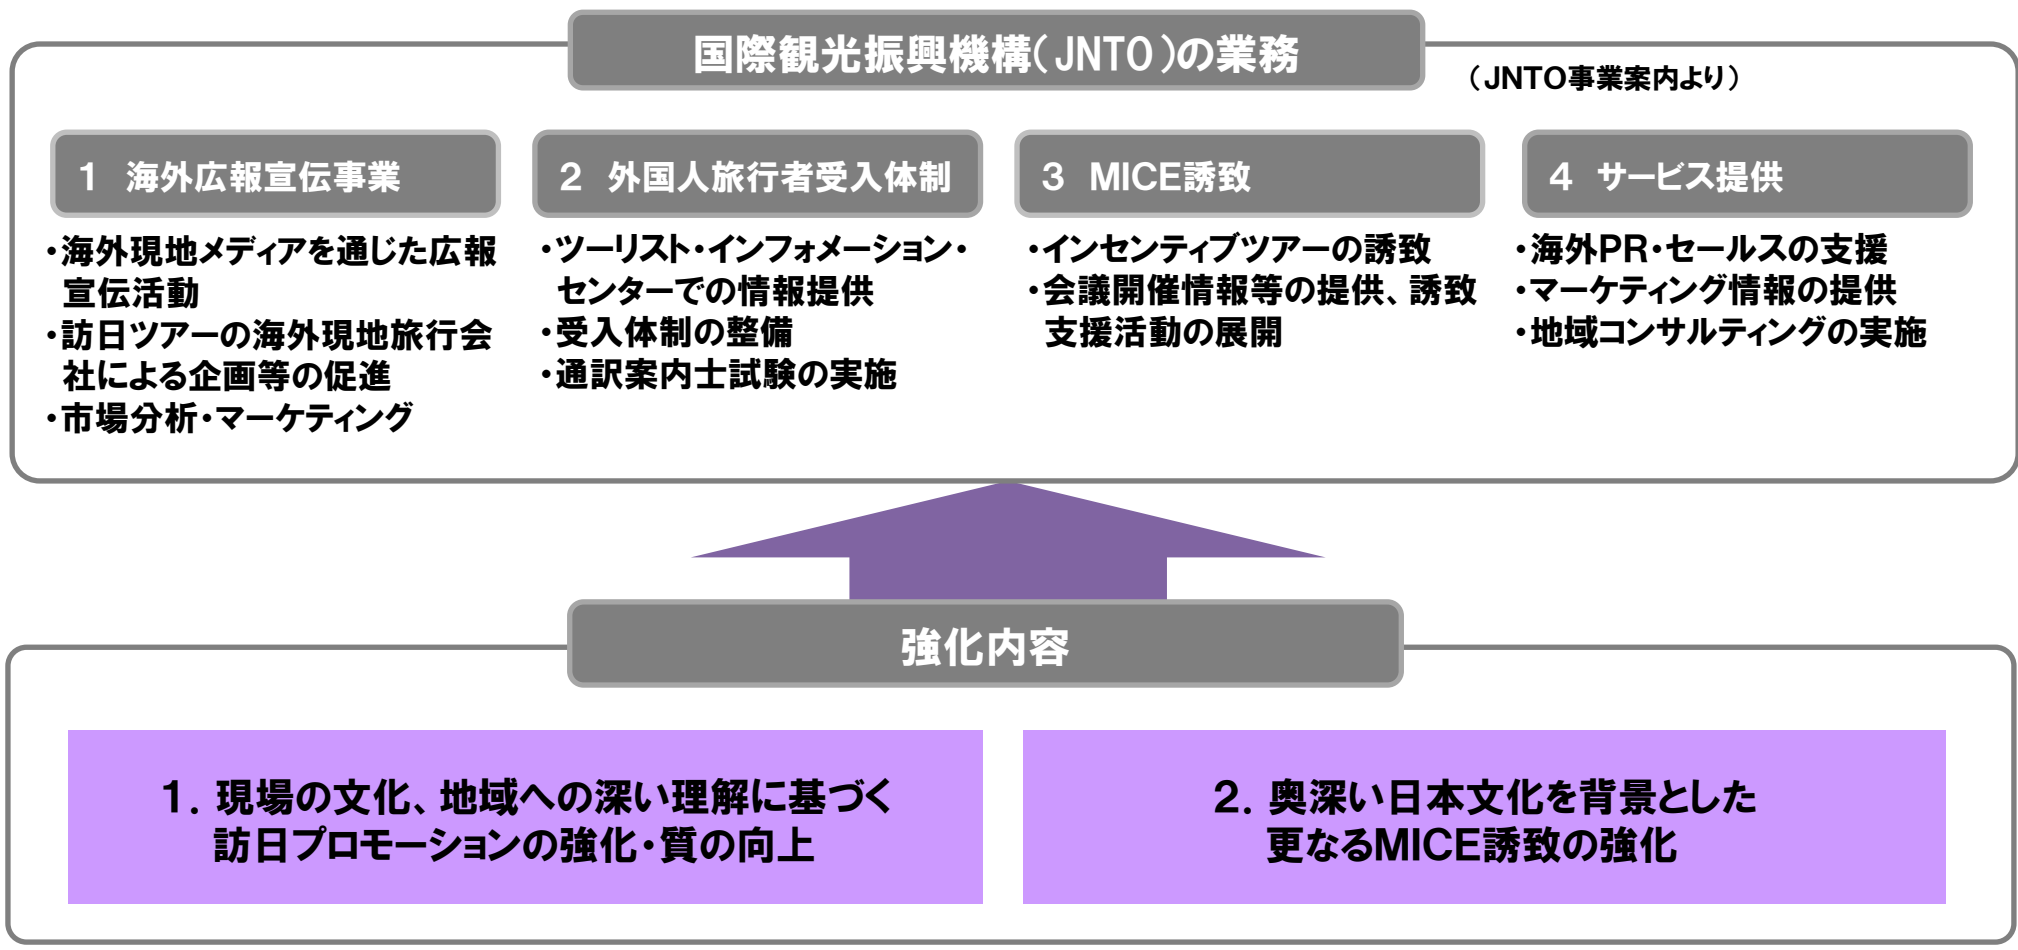 国際観光振興機構(JNTO)の業務
(JNTO事業案内より)
1 海外広報宣伝事業
・海外現地メディアを通じた広報
宣伝活動
・訪日ツアーの海外現地旅行会
社による企画等の促進
・市場分析・マーケティング
2 外国人旅行者受入体制
・ツーリスト・インフォメーション・
センターでの情報提供
・受入体制の整備
・通訳案内士試験の実施
3 MICE誘致
・インセンティブツアーの誘致
・会議開催情報等の提供、誘致
支援活動の展開
4 サービス提供
・海外PR・セールスの支援
・マーケティング情報の提供
・地域コンサルティングの実施
強化内容
1. 現場の文化、地域への深い理解に基づく
訪日プロモーションの強化・質の向上
2. 奥深い日本文化を背景とした
更なるMICE誘致の強化